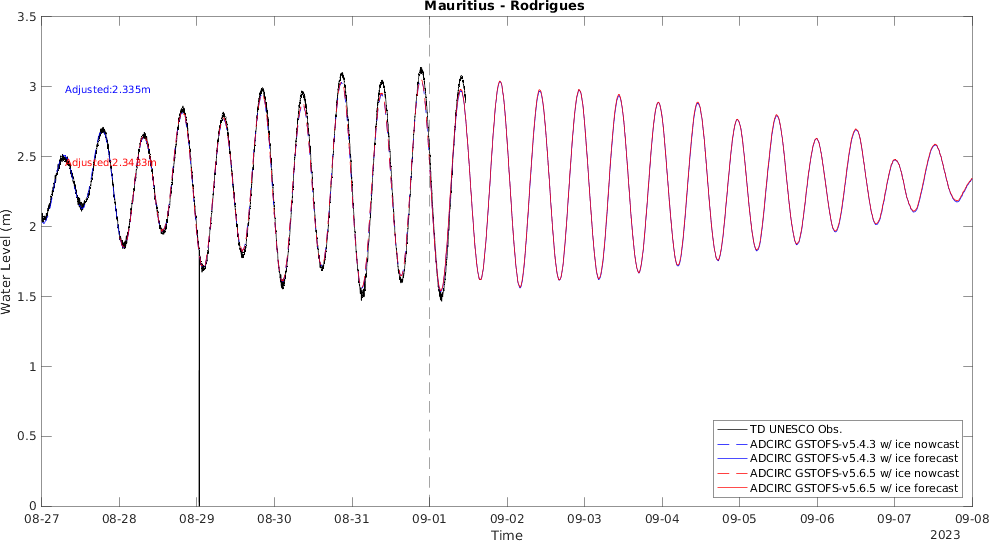 Mauritius - Rodrigues
3.5
3
2.5
2
1.5
1
0.5
0
Water Level (m)
Adjusted:2.335m
Adjusted:2.3433m
TD UNESCO Obs.
ADCIRC GSTOFS-v5.4.3 w/ ice nowcast
ADCIRC GSTOFS-v5.4.3 w/ ice forecast
ADCIRC GSTOFS-v5.6.5 w/ ice nowcast
ADCIRC GSTOFS-v5.6.5 w/ ice forecast
08-27 08-28 08-29 08-30 08-31 09-01 09-02 09-03 09-04 09-05 09-06 09-07 09-08
Time
2023